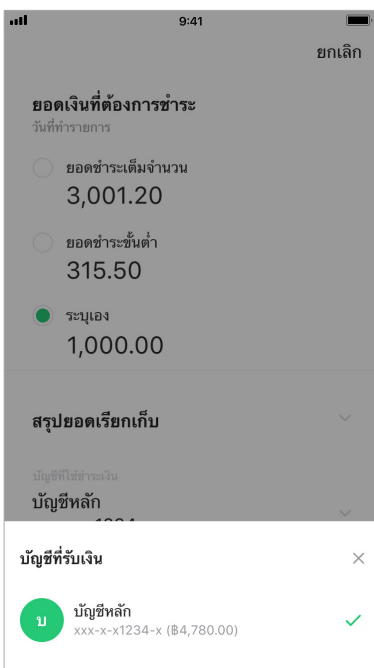 9:41
ยกเลิก
ยอดเงินที่ต้องการชำระ
วันที่ทำรายการ
ยอดชำระเต็มจำนวน
3,001.20
ยอดชำระขั้นต่ำ
315.50
ระบุเอง
1,000.00
สรุปยอดเรียกเก็บ
บัญชีที่ใช้ชำระเงิน
บัญชีหลัก
บัญชีที่รับเงิน
บ
บัญชีหลัก
xxx-x-x1234-x (฿4,780.00)